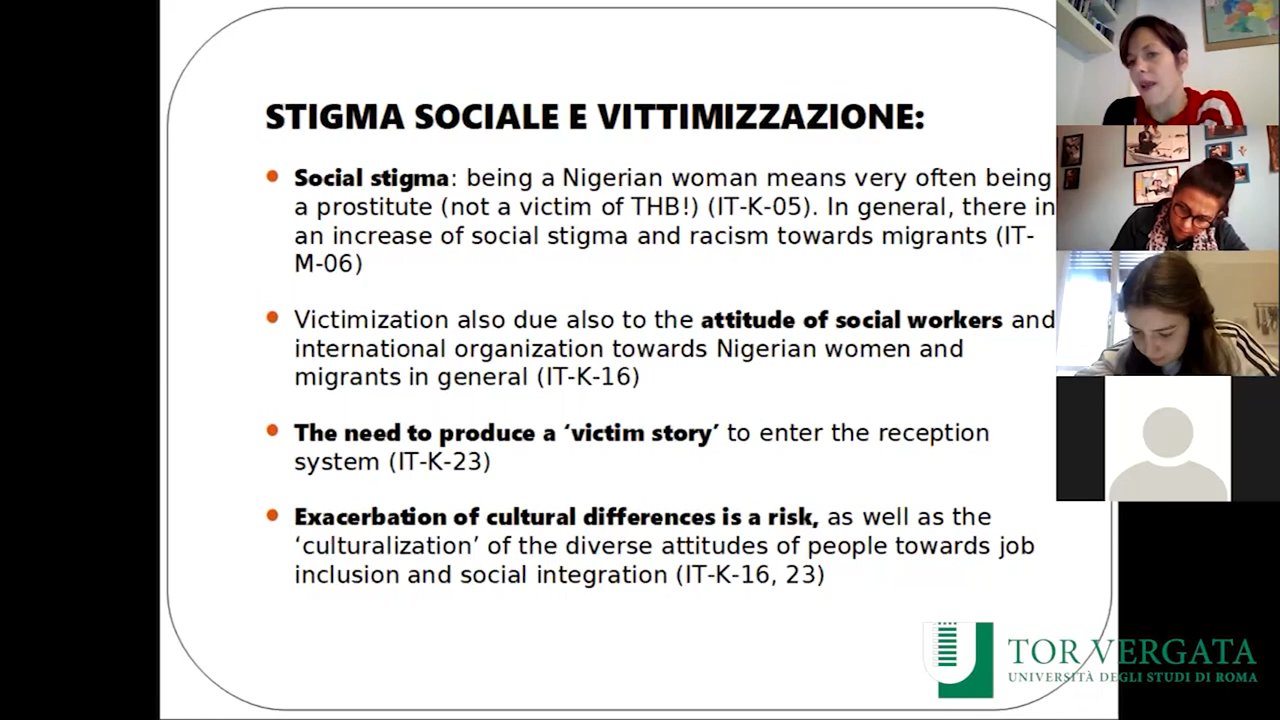 STIGMA SOCIALE E VITTIMIZZAZIONE:
Social stigma: being a Nigerian woman means very often being
a prostitute (not a victim of THB!) (IT-K-05). In general, there in
an increase of social stigma and racism towards migrants (IT-
M-06)
Victimization also due also to the attitude of social workers and
international organization towards Nigerian women and
migrants in general (IT-K-16)
The need to produce a ‘victim story’ to enter the reception
system (IT-K-23)
Exacerbation of cultural differences is a risk, as well as the
‘culturalization’ of the diverse attitudes of people towards job
inclusion and social integration (IT-K-16, 23)
TOR VERGATA
UNIVERSITÀ DEGLI STUDI DI ROMA